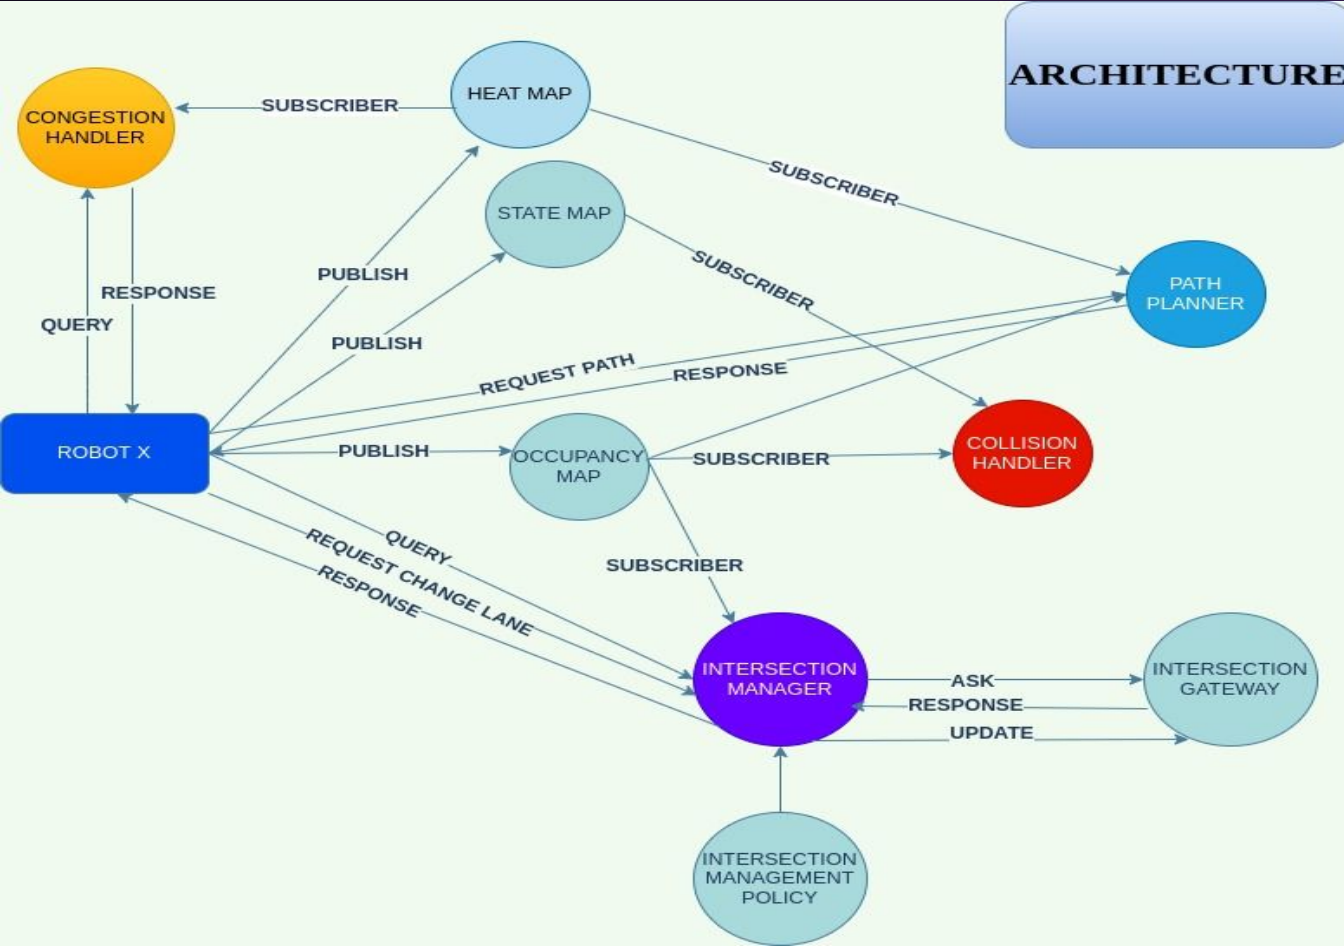 ARCHITECTURE
HEAT MAP
CONGESTION
HANDLER
SUBSCRIBER
SUBSCRIBER
STATE MAP
SUBSCRIBER
PUBLISH
RESPONSE
QUERY
PUBLISH
PATH
PLANNER
REQUEST PATH
RESPONSE
ROBOT X
PUBLISH
OCCUPANCY
MAP
SUBSCRIBER
COLLISION
HANDLER
QUERY
REQUEST CHANGE LANE
RESPONSE
SUBSCRIBER
INTERSECTION
MANAGER
ASK
RESPONSE
UPDATE
INTERSECTION
GATEWAY
INTERSECTION
MANAGEMENT
POLICY